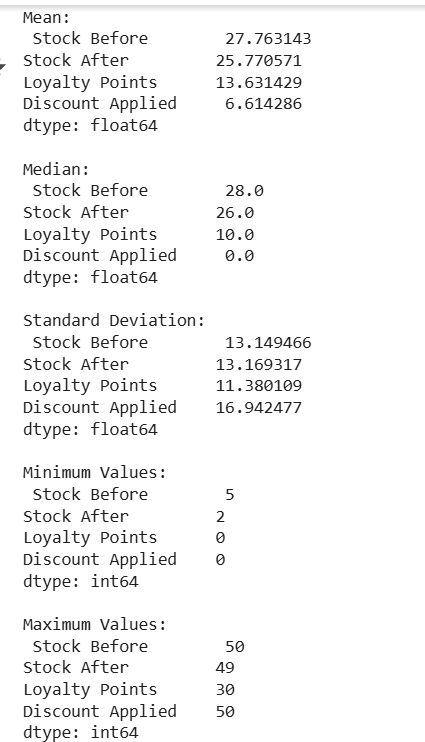 Mean:
Stock Before 27.763143
Stock After 25.770571
Loyalty Points 13.631429
Discount Applied 6.614286
dtype: float64
Median:
Stock Before 28.0
Stock After 26.0
Loyalty Points 10.0
Discount Applied 0.0
dtype: float64
Standard Deviation:
Stock Before 13.149466
Stock After 13.169317
Loyalty Points 11.380109
Discount Applied 16.942477
dtype: float64
Minimum Values:
Stock Before 5
Stock After 2
Loyalty Points 0
Discount Applied 0
dtype: int64
Maximum Values:
Stock Before 50
Stock After 49
Loyalty Points 30
Discount Applied 50
dtype: int64